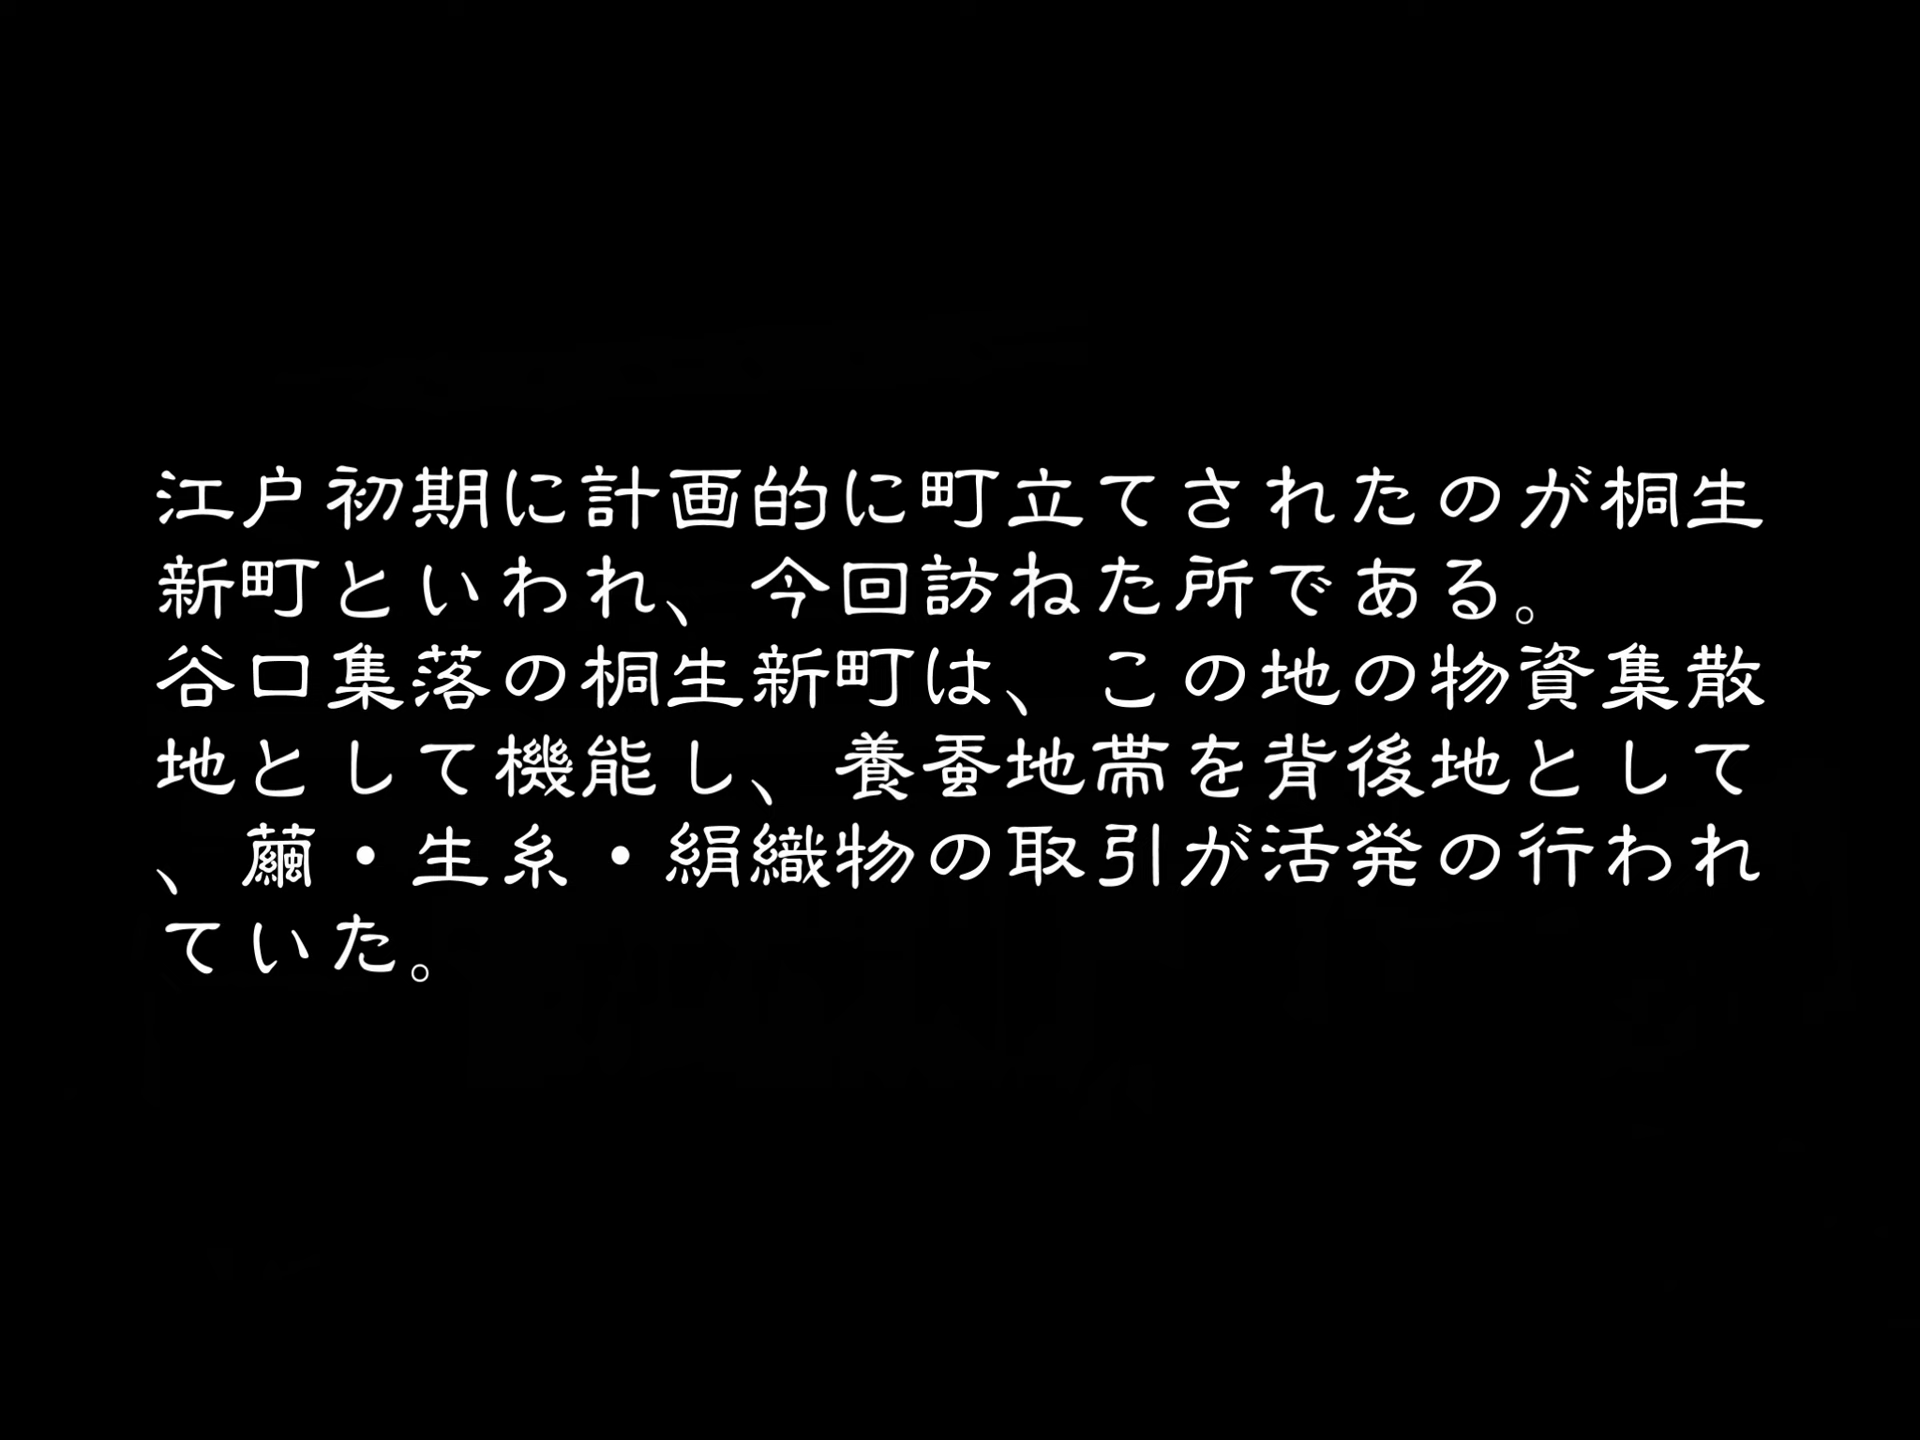 江戸初期に計画的に町立てされたのが桐生
新町といわれ、今回訪ねた所である。
谷口集落の桐生新町は、この地の物資集散
地として機能し、養蚕地帯を背後地として
、繭・生糸・絹織物の取引が活発の行われ
ていた。